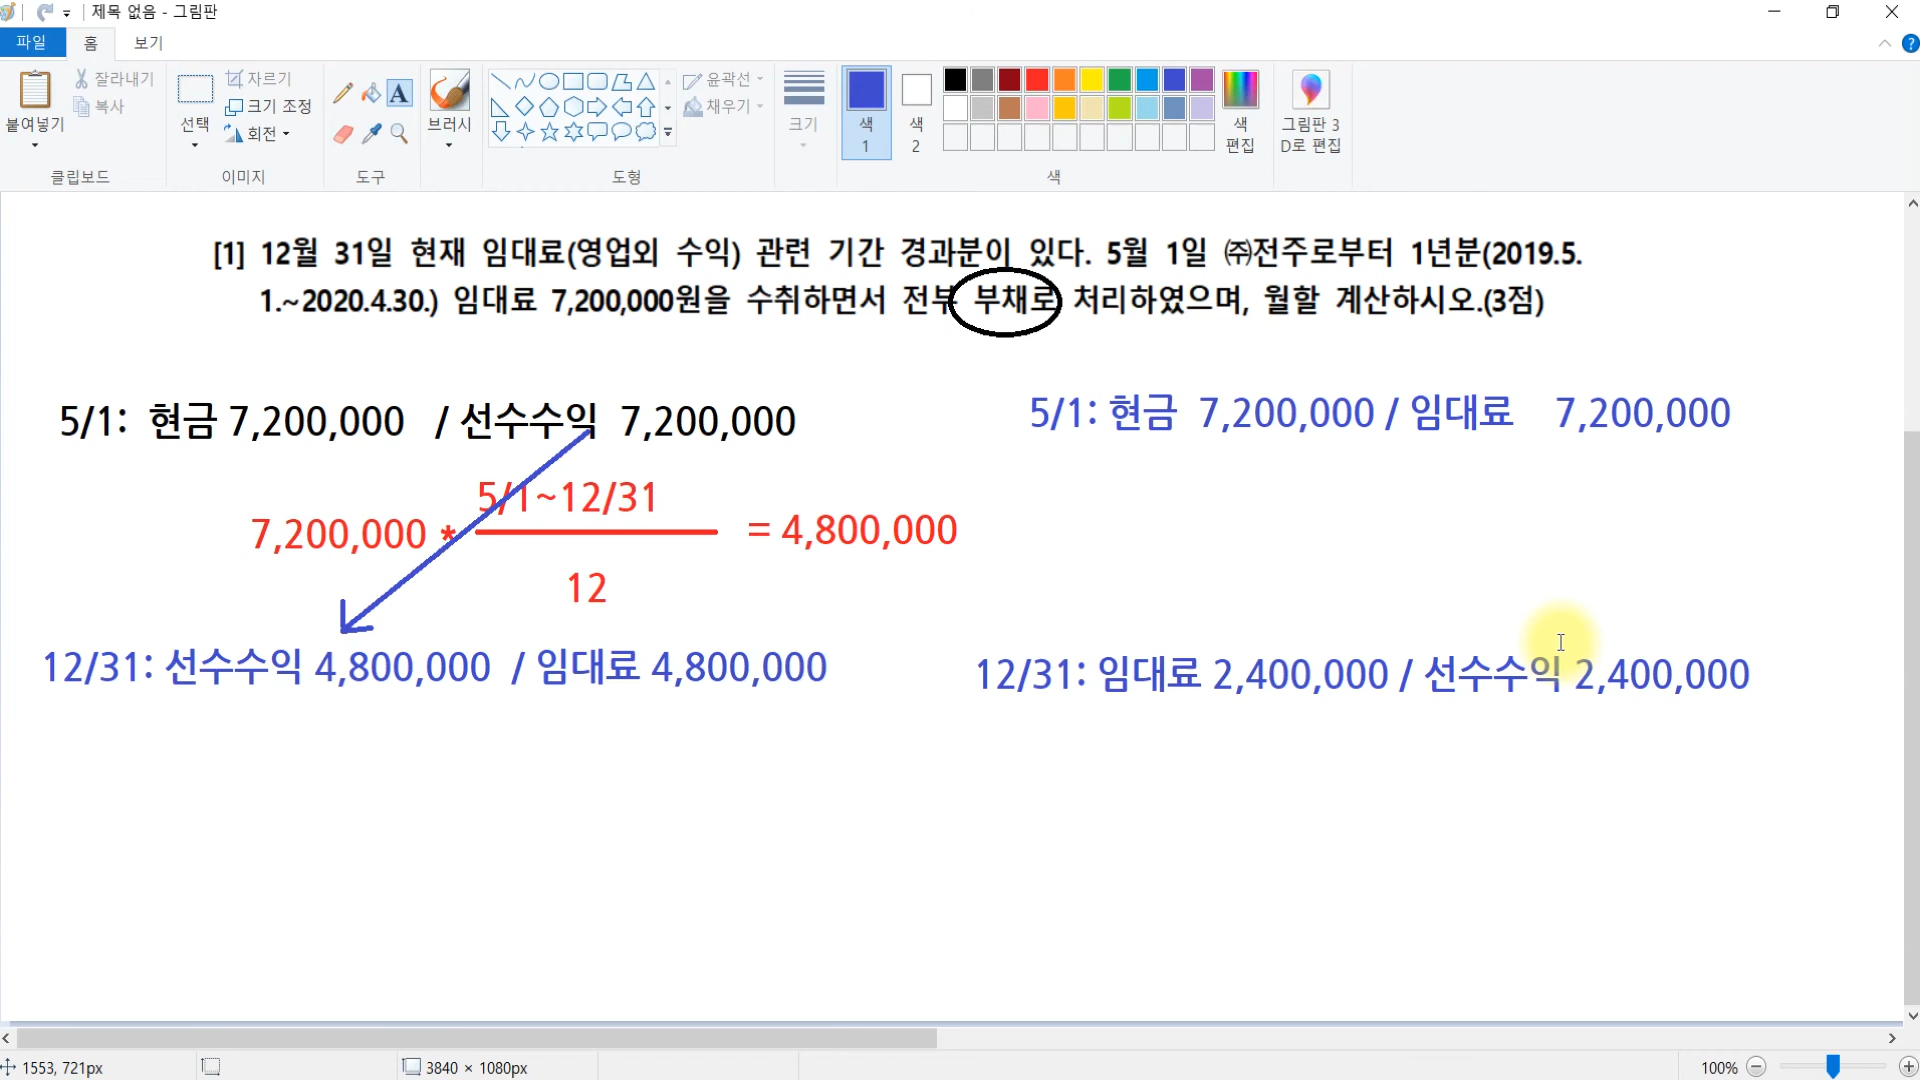 제목 없음 - 그림판
파일 홈 보기
붙여넣기
잘라내기
복사
클립보드
선택
자르기
크기 조정
회전
이미지
A
도구
브러시
윤곽선
채우기
도형
크기
색 1
색 2
색
색 편집
그림판 3D로 편집
[1] 12월 31일 현재 임대료(영업외 수익) 관련 기간 경과분이 있다. 5월 1일 ㈜전주로부터 1년분(2019.5.
1.~2020.4.30.) 임대료 7,200,000원을 수취하면서 전부 부채로 처리하였으며, 월할 계산하시오.(3점)
5/1: 현금 7,200,000 / 선수수익 7,200,000
5/1: 현금 7,200,000 / 임대료 7,200,000
5/1~12/31
7,200,000 * = 4,800,000
12
12/31: 선수수익 4,800,000 / 임대료 4,800,000
12/31: 임대료 2,400,000 / 선수수익 2,400,000
1553, 721px
3840 × 1080px
100%